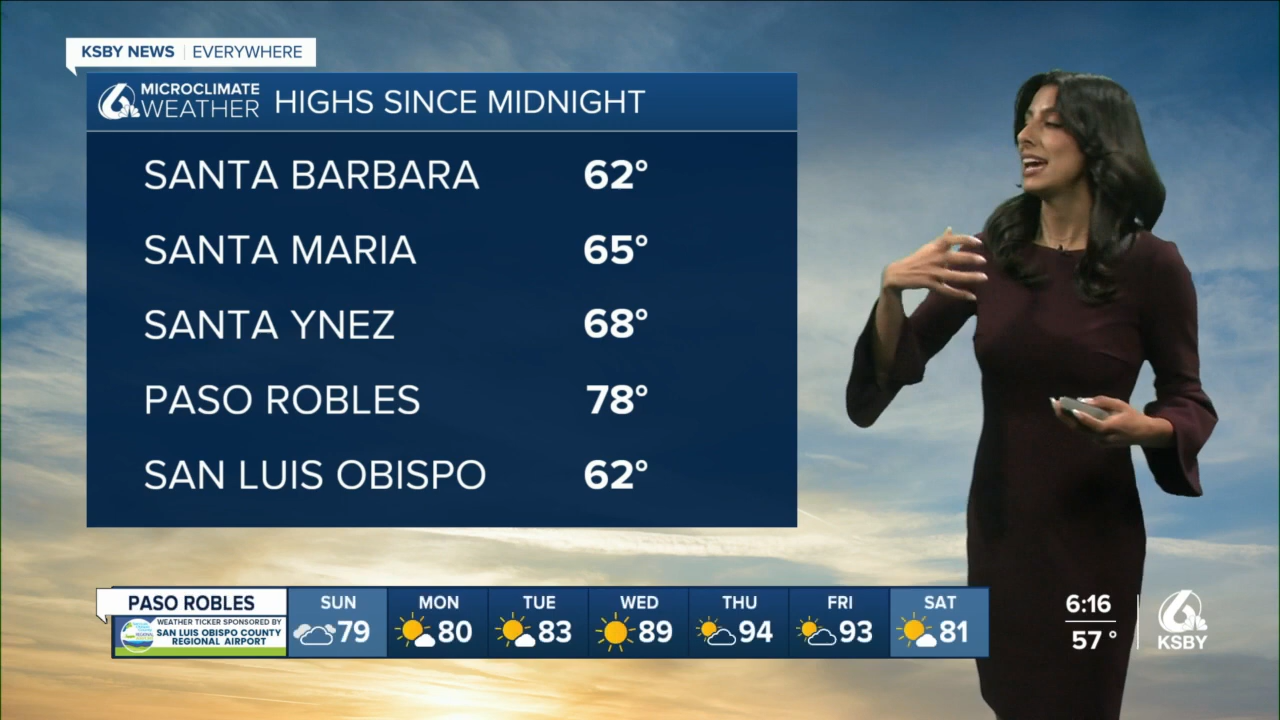 KSBY NEWS EVERYWHERE
6 MICROCLIMATE WEATHER HIGHS SINCE MIDNIGHT
SANTA BARBARA 62°
SANTA MARIA 65°
SANTA YNEZ 68°
PASO ROBLES 78°
SAN LUIS OBISPO 62°
PASO ROBLES
WEATHER TICKER SPONSORED BY
SAN LUIS OBISPO COUNTY
REGIONAL AIRPORT
SUN MON TUE WED THU FRI SAT
79 80 83 89 94 93 81
6:16
57 °
6
KSBY